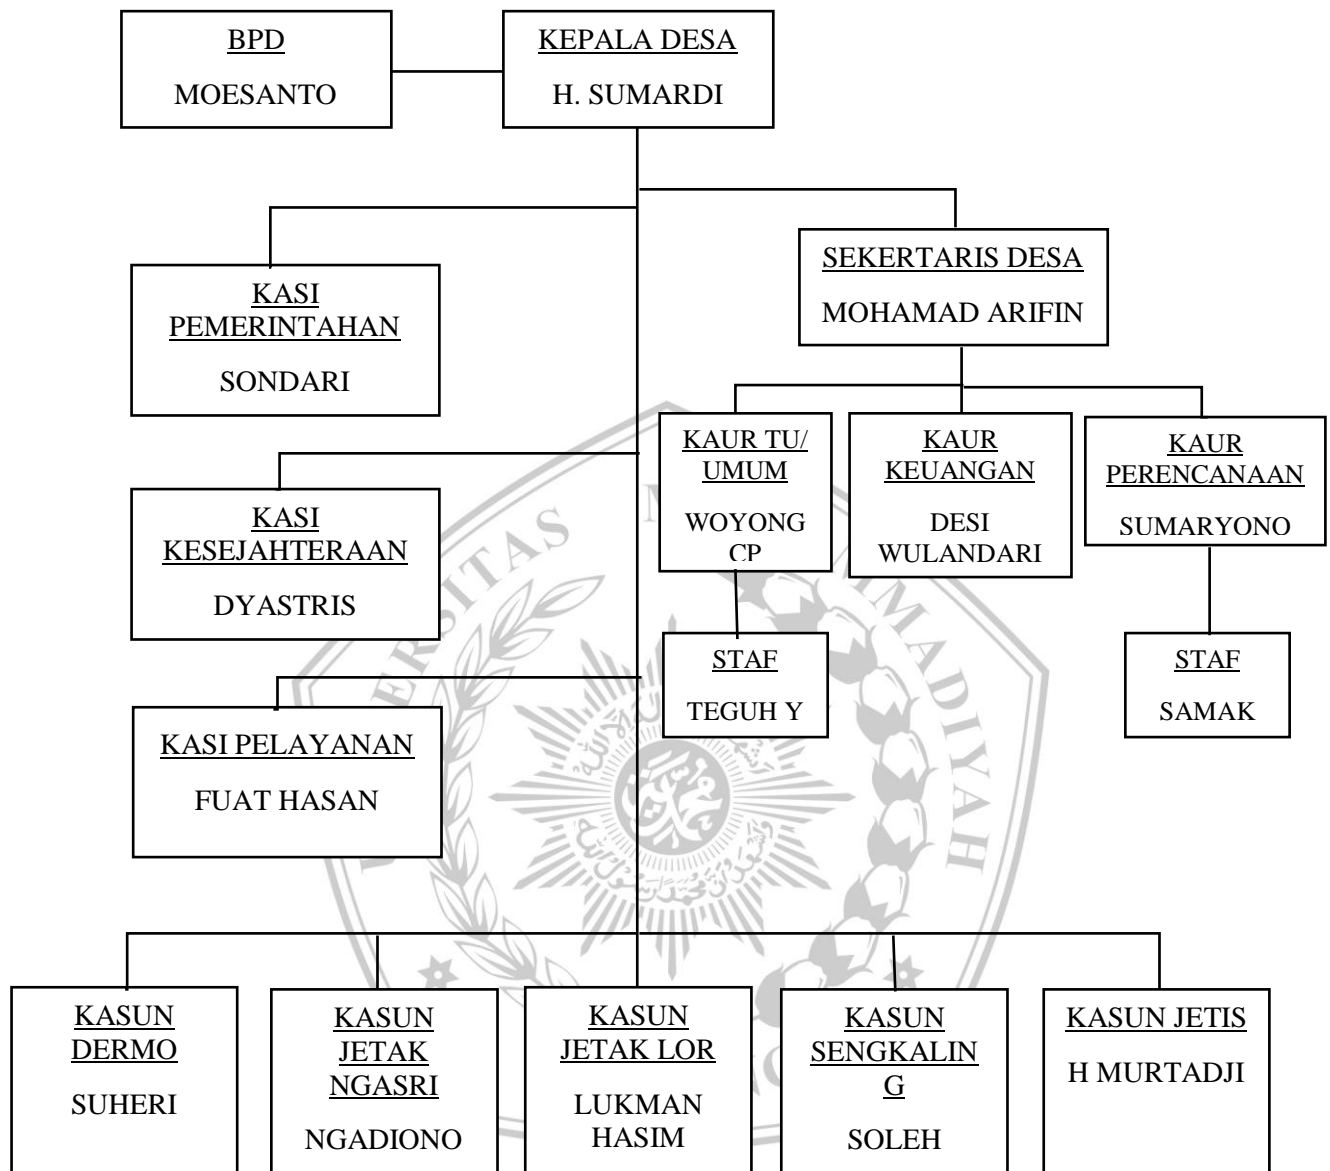 BPD
MOESANTO
KEPALA DESA
H. SUMARDI
SEKERTARIS DESA
MOHAMAD ARIFIN
KASI
PEMERINTAHAN
SONDARI
KAUR TU/
UMUM
WOYONG
CP
KAUR
KEUANGAN
DESI
WULANDARI
KAUR
PERENCANAAN
SUMARYONO
KASI
KESEJAHTERAAN
DYASTRIS
STAF
TEGUH Y
STAF
SAMAK
KASI PELAYANAN
FUAT HASAN
KASUN
DERMO
SUHERI
KASUN
JETAK
NGASRI
NGADIONO
KASUN
JETAK LOR
LUKMAN
HASIM
KASUN
SENGKALIN
G
SOLEH
KASUN JETIS
H MURTADJI